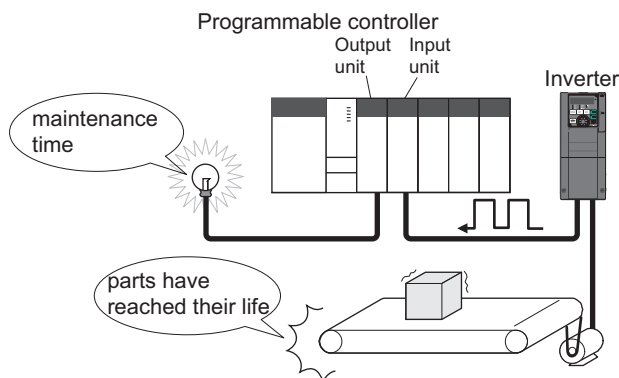 Programmable controller
Output
unit
Input
unit
Inverter
maintenance
time
parts have
reached their life